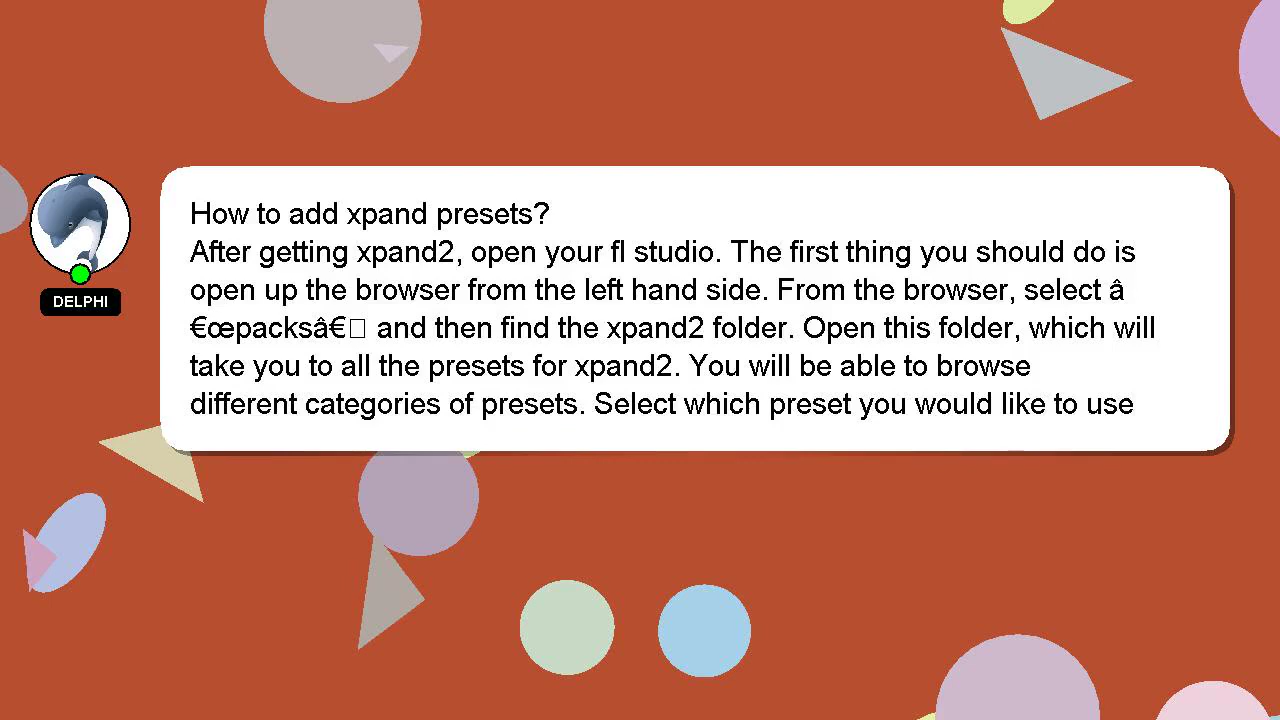 How to add xpand presets?
After getting xpand2, open your fl studio. The first thing you should do is
open up the browser from the left hand side. From the browser, select â
€œpacksâ€□ and then find the xpand2 folder. Open this folder, which will
take you to all the presets for xpand2. You will be able to browse
different categories of presets. Select which preset you would like to use
DELPHI